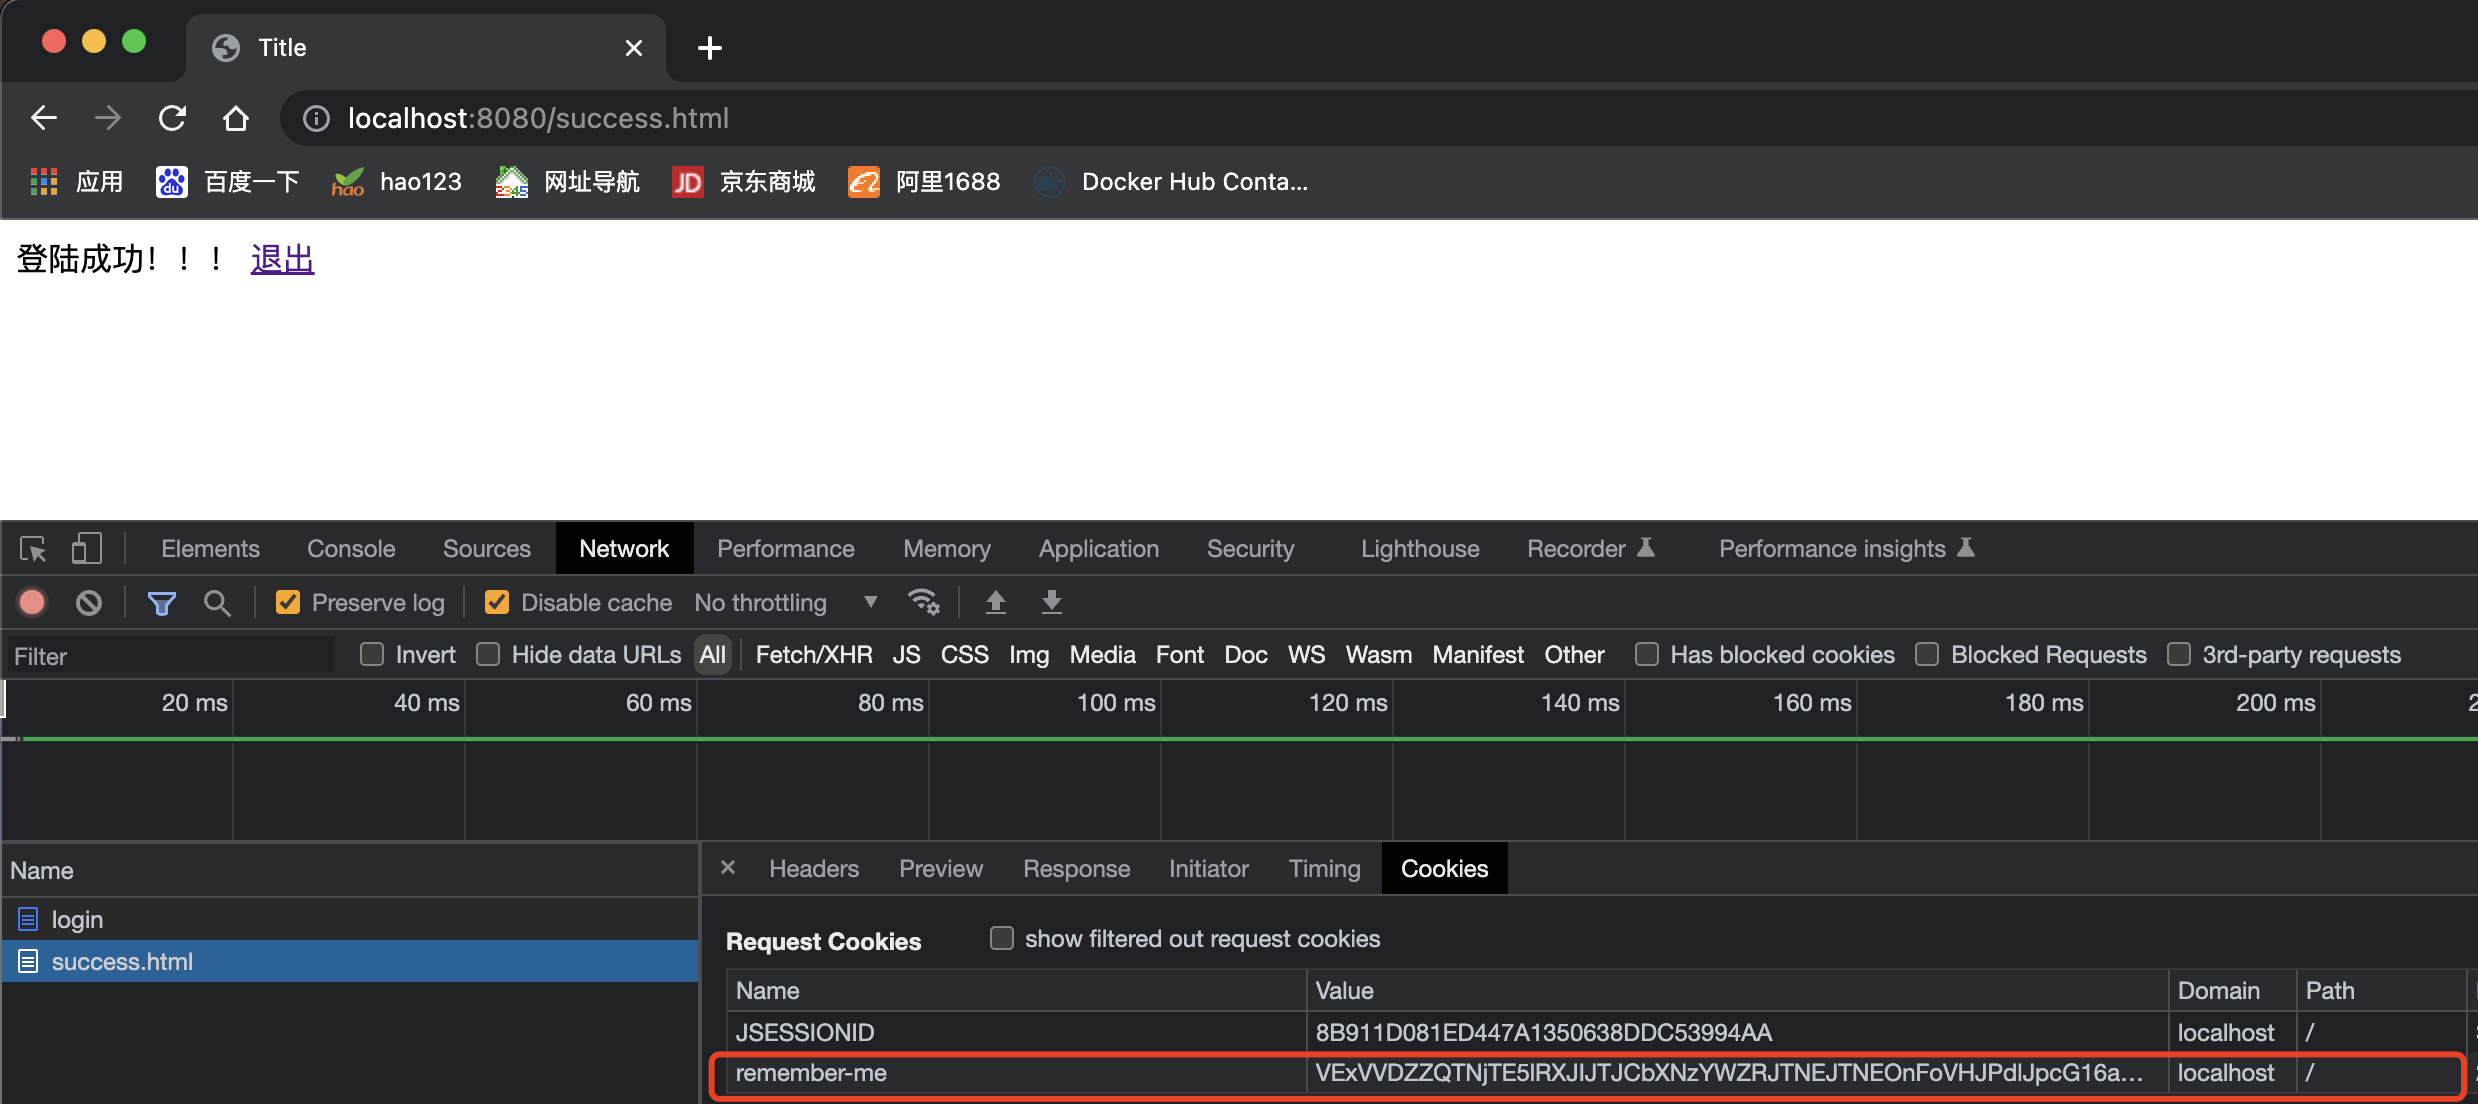 Title
localhost:8080/success.html
应用 百度一下 hao123 网址导航 京东商城 阿里1688 Docker Hub Conta...
登陆成功！！！ 退出
Elements Console Sources Network Performance Memory Application Security Lighthouse Recorder Performance insights
Preserve log Disable cache No throttling
Filter Invert Hide data URLs All Fetch/XHR JS CSS Img Media Font Doc WS Wasm Manifest Other Has blocked cookies Blocked Requests 3rd-party requests
20 ms 40 ms 60 ms 80 ms 100 ms 120 ms 140 ms 160 ms 180 ms 200 ms
Name Headers Preview Response Initiator Timing Cookies
login
Request Cookies show filtered out request cookies
success.html
Name Value Domain Path
JSESSIONID 8B911D081ED447A1350638DDC53994AA localhost /
remember-me localhost /